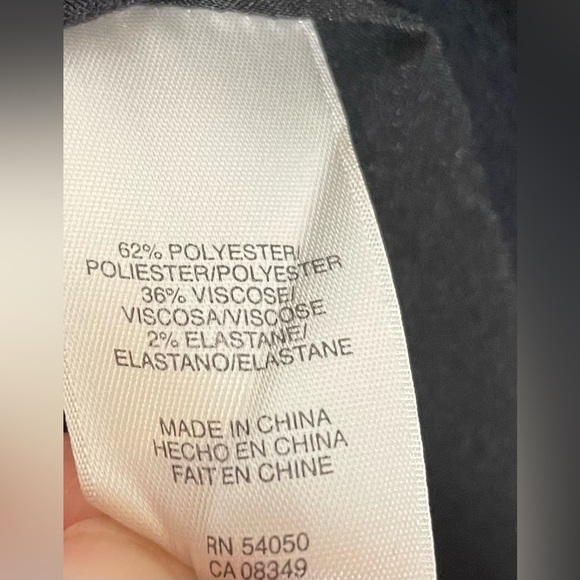 62% POLYESTER/
POLIESTER/POLYESTER
36% VISCOSE/
VISCOSA/VISCOSE
2% ELASTANE/
ELASTANO/ELASTANE
MADE IN CHINA
HECHO EN CHINA
FAIT EN CHINE
RN 54050
CA 08349